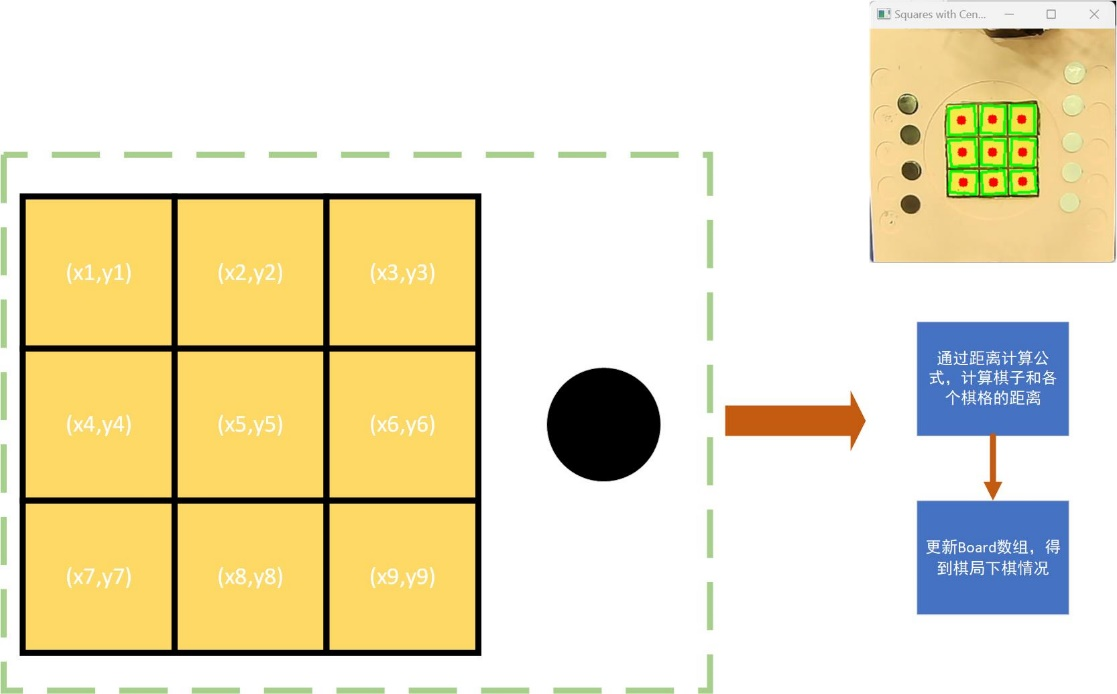 Squares with Cen...
(x1,y1)
(x2,y2)
(x3,y3)
(x4,y4)
(x5,y5)
(x6,y6)
(x7,y7)
(x8,y8)
(x9,y9)
通过距离计算公
式，计算棋子和各
个棋格的距离
更新Board数组，得
到棋局下棋情况